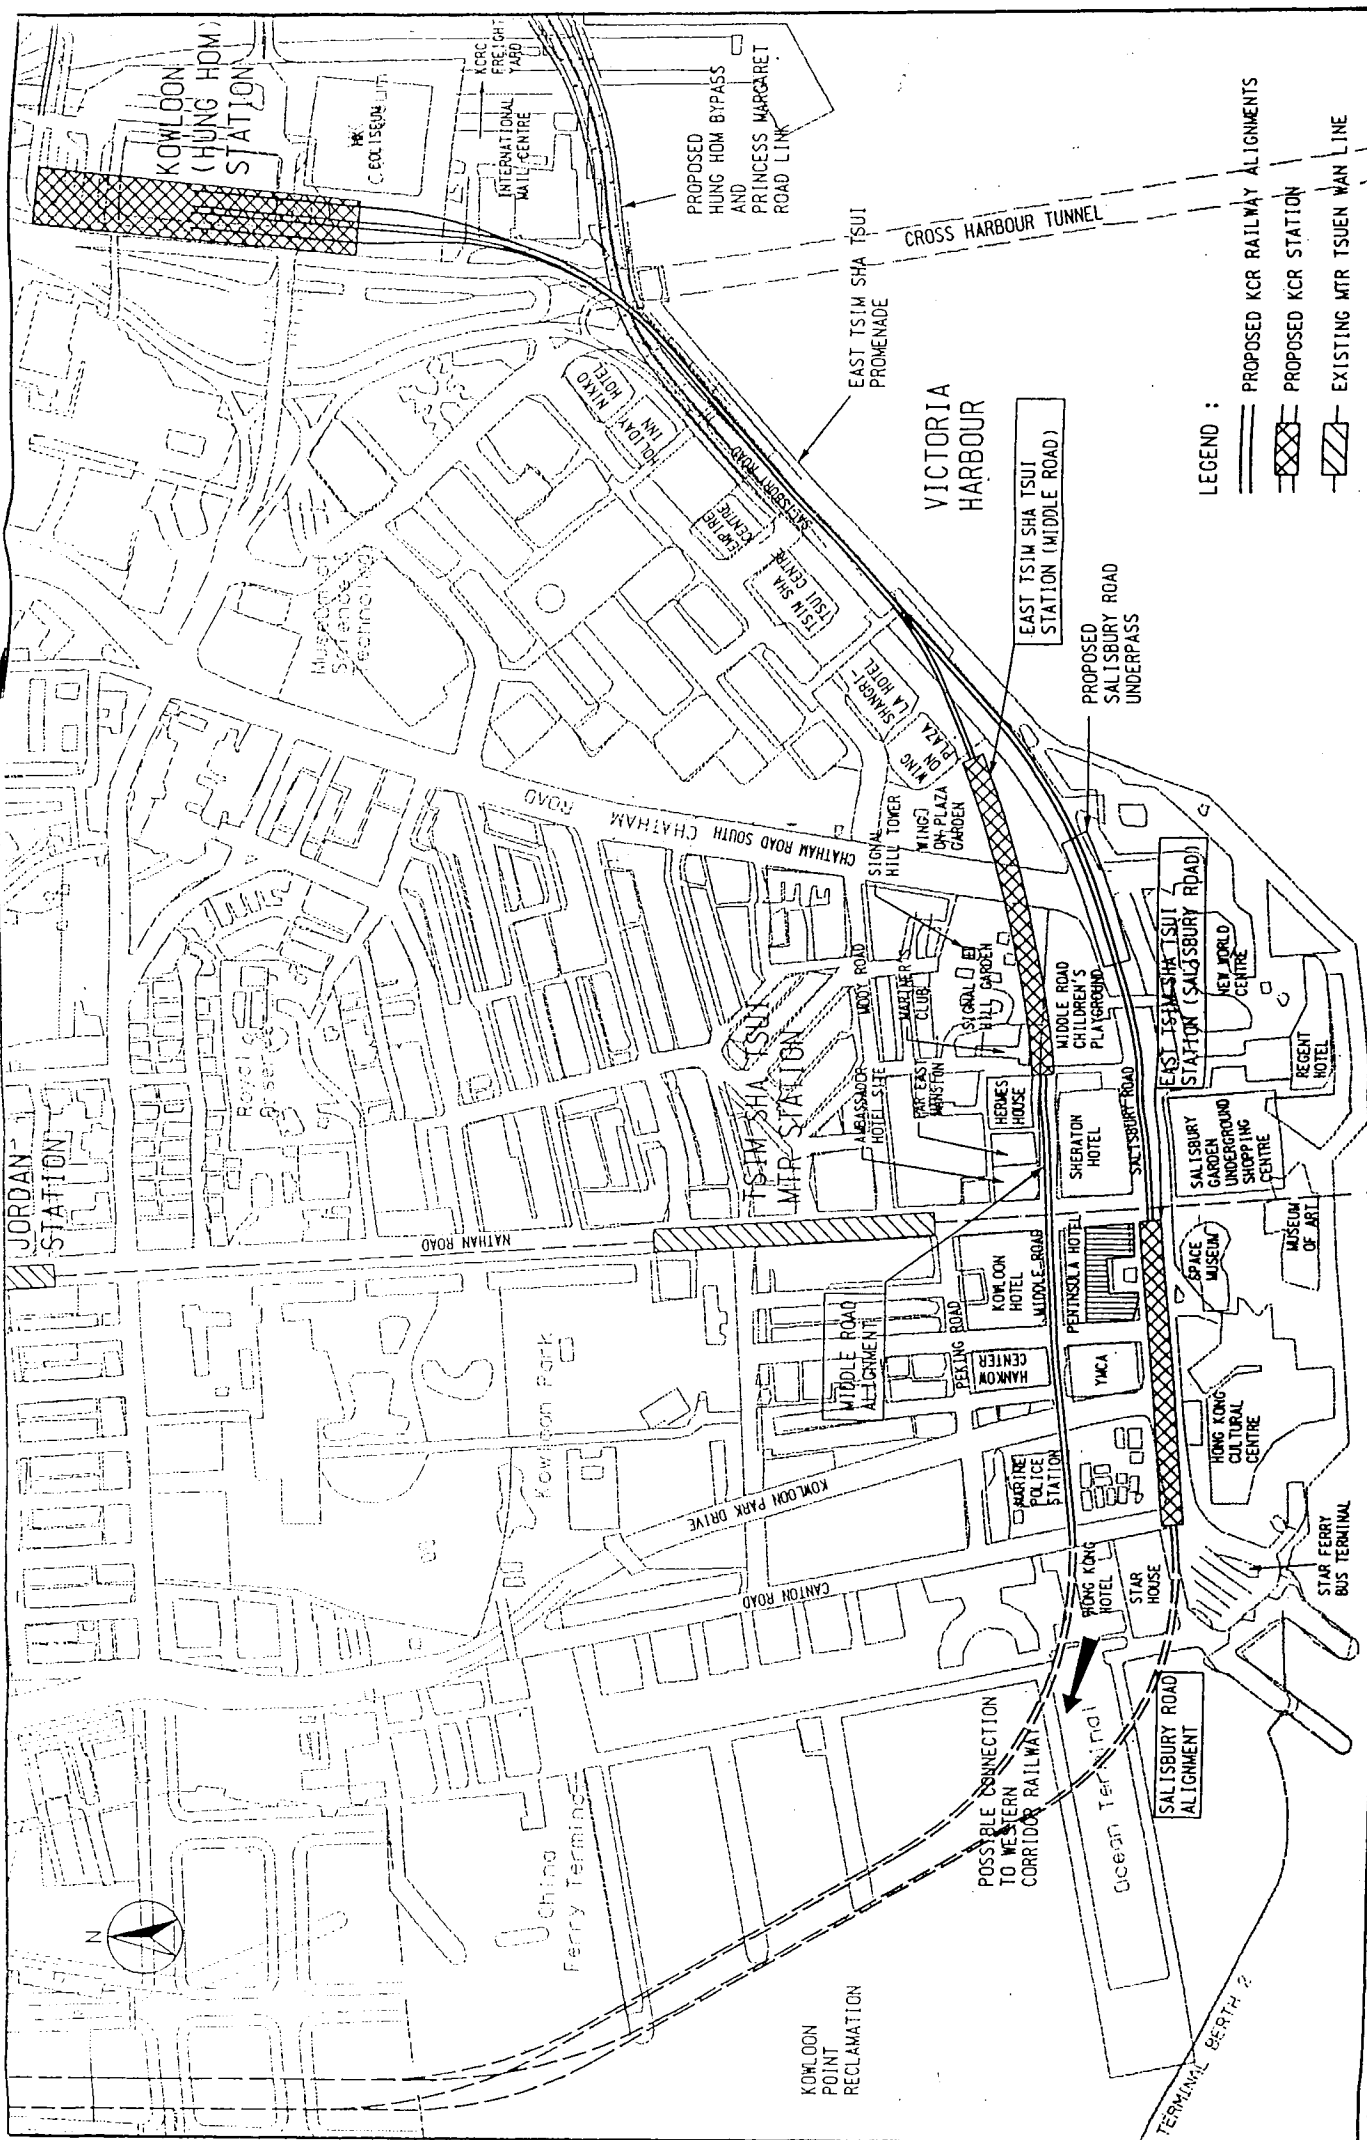 KOWLOON
(HUNG HOM)
STATION
COLISEUM
KCRC
FREIGHT
YARD
INTERNATIONAL
MAIL CENTRE
PROPOSED
HUNG HOM BYPASS
AND
PRINCESS MARGARET
ROAD LINK
CROSS HARBOUR TUNNEL
EAST TSIM SHA TSUI
PROMENADE
VICTORIA
HARBOUR
EAST TSIM SHA TSUI
STATION (MIDDLE ROAD)
PROPOSED
SALISBURY ROAD
UNDERPASS
LEGEND :
PROPOSED KCR RAILWAY ALIGNMENTS
PROPOSED KCR STATION
EXISTING MTR TSUEN WAN LINE
NIKKO
HOTEL
HOLIDAY
INN
SALISBURY ROAD
EMPIRE
CENTRE
TSIM SHA
TSUI CENTRE
SHANGRI-
LA HOTEL
WING
ON
PLAZA
Museum of
Science
Technology
CHATHAM ROAD
CHATHAM ROAD SOUTH
SIGNAL
HILL TOWER
(WING)
ON PLAZA
GARDEN
Royal
Observatory
TSIM SHA TSUI
MTR STATION
AMBASSADOR
HOTEL SITE
MODY ROAD
MARINER'S
CLUB
FAR EAST
MANSION
SIGNAL
HILL GARDEN
HERMES
HOUSE
MIDDLE ROAD
CHILDREN'S
PLAYGROUND
SHERATON
HOTEL
SALISBURY ROAD
EAST TSIM SHA TSUI
STATION (SALISBURY ROAD)
NEW WORLD
CENTRE
REGENT
HOTEL
SALISBURY
GARDEN
UNDERGROUND
SHOPPING
CENTRE
JORDAN
STATION
NATHAN ROAD
KOWLOON
HOTEL
MIDDLE ROAD
PENINSULA HOTEL
SPACE
MUSEUM
MUSEUM
OF ART
MIDDLE ROAD
ALIGNMENT
PEKING ROAD
HANKOW
CENTER
YMCA
HONG KONG
CULTURAL
CENTRE
Kowloon Park
KOWLOON PARK DRIVE
MARINE
POLICE
STATION
CANTON ROAD
HONG KONG
HOTEL
STAR
HOUSE
STAR FERRY
BUS TERMINAL
POSSIBLE CONNECTION
TO WESTERN
CORRIDOR RAILWAY
Ocean Terminal
SALISBURY ROAD
ALIGNMENT
N
China
Ferry Terminal
KOWLOON
POINT
RECLAMATION
TERMINAL BERTH 2